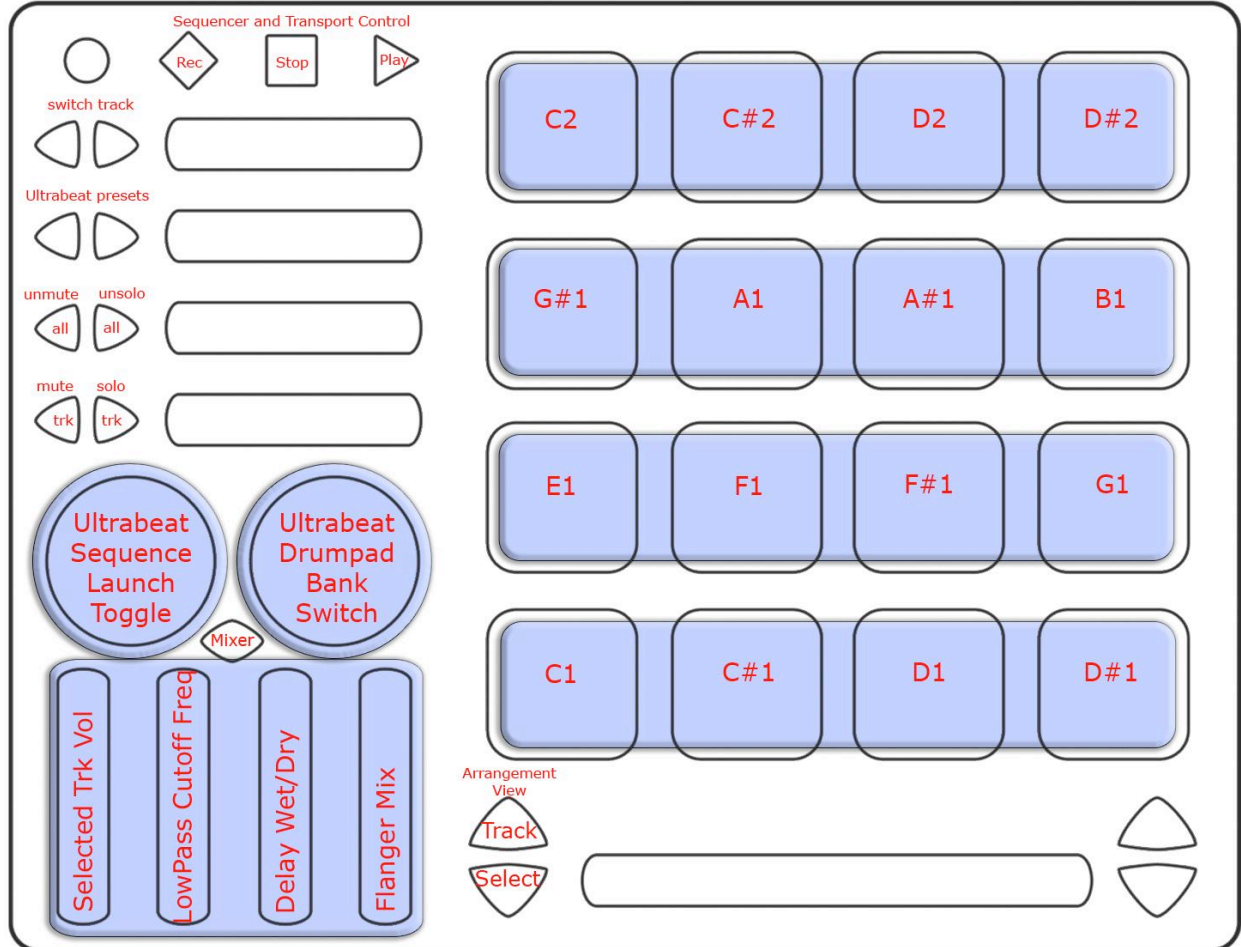 Sequencer and Transport Control
Rec
Stop
Play
switch track
Ultrabeat presets
unmute
unsolo
all
all
mute
solo
trk
trk
Ultrabeat
Sequence
Launch
Toggle
Ultrabeat
Drumpad
Bank
Switch
Mixer
Selected Trk Vol
LowPass Cutoff Freq
Delay Wet/Dry
Flanger Mix
C2
C#2
D2
D#2
G#1
A1
A#1
B1
E1
F1
F#1
G1
C1
C#1
D1
D#1
Arrangement
View
Track
Select